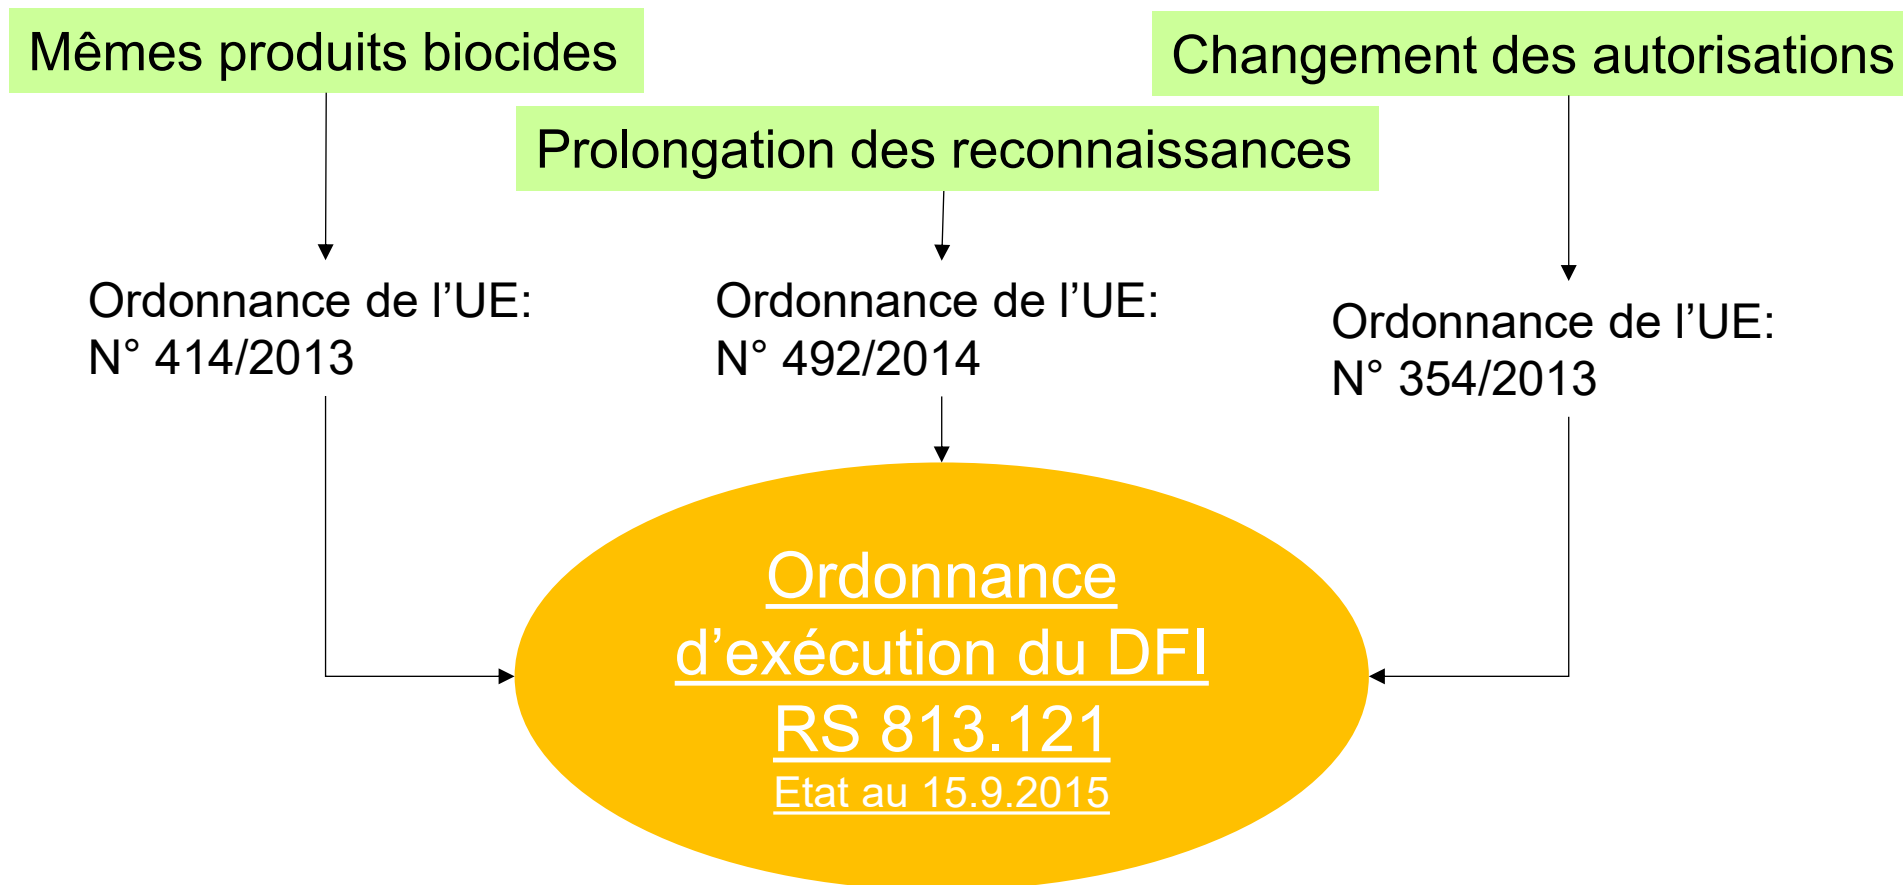 Mêmes produits biocides
Changement des autorisations
Prolongation des reconnaissances
Ordonnance de l’UE:
N° 414/2013
Ordonnance de l’UE:
N° 492/2014
Ordonnance de l’UE:
N° 354/2013
Ordonnance
d’exécution du DFI
RS 813.121
Etat au 15.9.2015